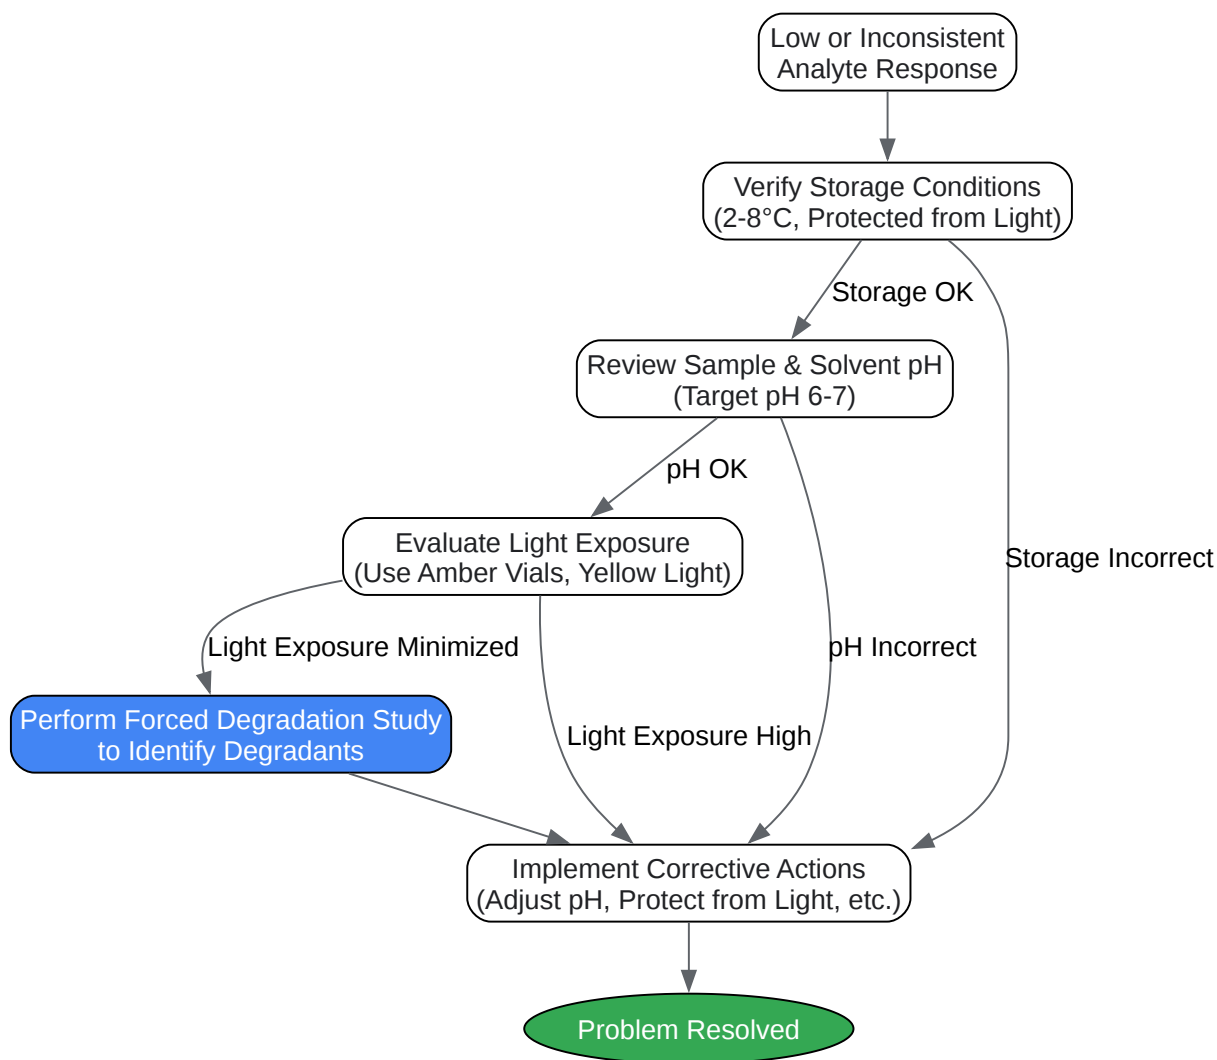 Low or Inconsistent
Analyte Response
Verify Storage Conditions
(2-8°C, Protected from Light)
Storage OK
Review Sample & Solvent pH
(Target pH 6-7)
pH OK
Evaluate Light Exposure
(Use Amber Vials, Yellow Light)
Storage Incorrect
Light Exposure Minimized
pH Incorrect
Perform Forced Degradation Study
to Identify Degradants
Light Exposure High
Implement Corrective Actions
(Adjust pH, Protect from Light, etc.)
Problem Resolved